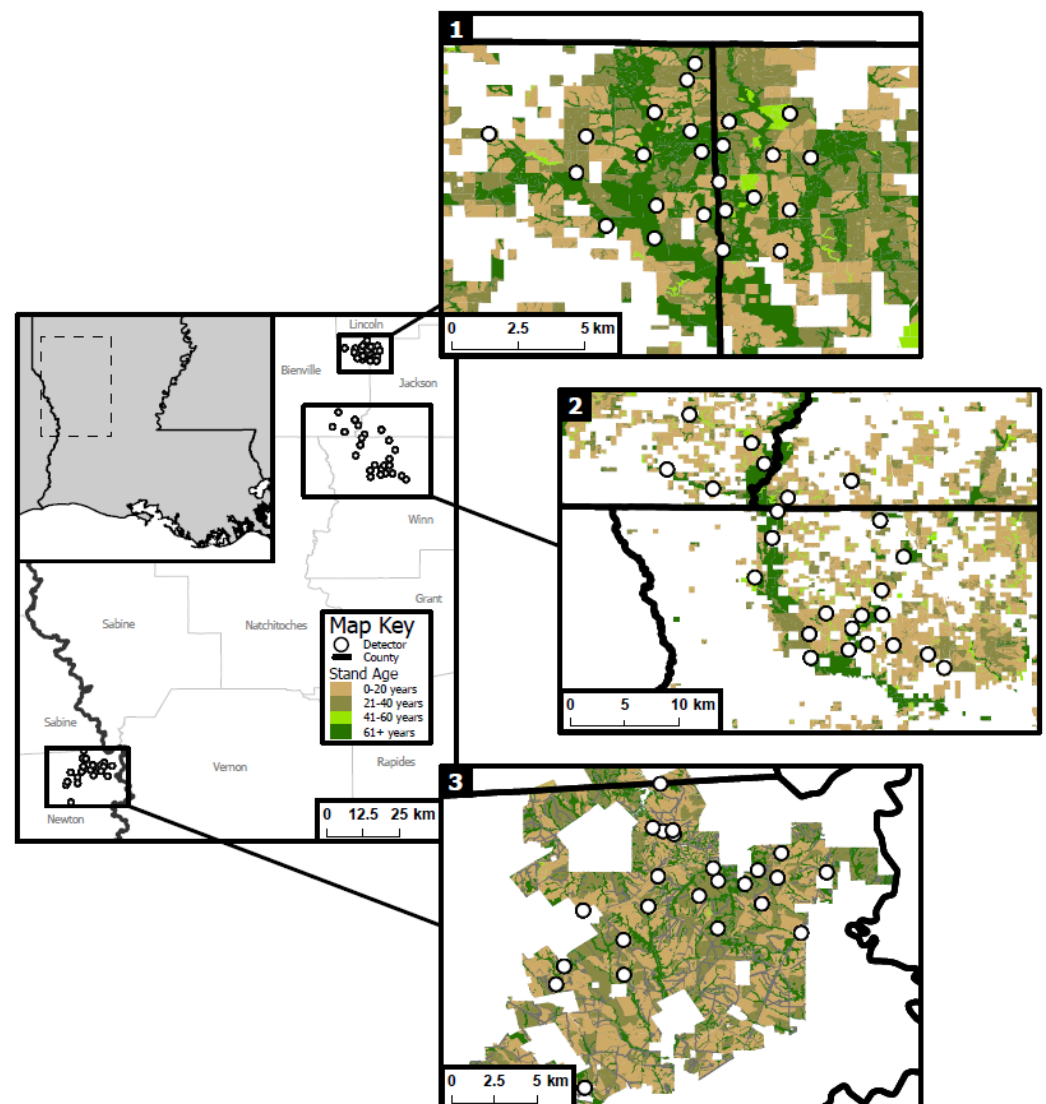 1
0 2.5 5 km
Lincoln
Bienville
Jackson
2
0 5 10 km
Winn
Grant
Sabine
Natchitoches
Map Key
Detector
County
Stand Age
0-20 years
21-40 years
41-60 years
61+ years
Sabine
Vernon
Rapides
Newton
0 12.5 25 km
3
0 2.5 5 km